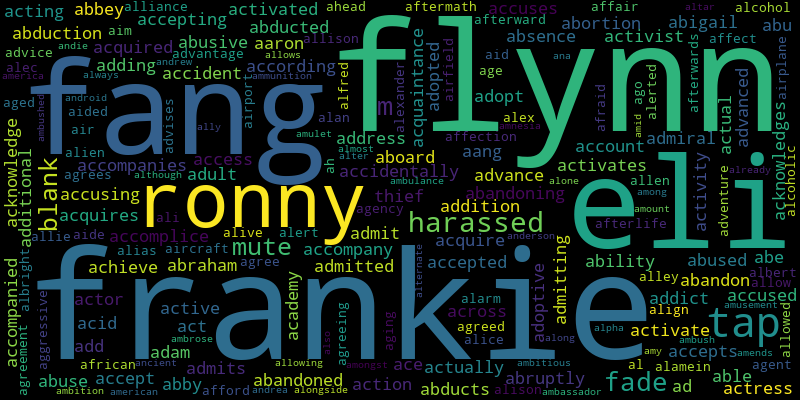 acting abbey alliance activated ahead aftermath accuses affair alcohol
accepting abducted afterward abortion abigail abu
abduction aim abusive aaron allison absence activist affect
advice andie acquired advantage allows
alec adding accident according
america always andrew ammunition
aged android
ambushed aided advises airport
air alfred alan alexander acquaintance adopted airfield
aid ana age adopt alex amnesia
afraid amid ago alerted afterwards
actual advanced altar airplane
fang flynn
m
acknowledge additional
alien ally amulet
accompanies address almost affection
account admiral
agrees although access ah alter aboard aang
activates activity among already
adult ambulance accidentally advance alone allen
blank accusing ronny thief abandoning amount
adventure acknowledges alcoholic
acquires ali agency addition afterlife
harassed eli
allie aide accomplice alive alert admit
alias aircraft mute accompany acquire anderson
ability abused abe
achieve abraham agree admitted alternate accepted
admitting adoptive alley abandon albert
accompanied albright agreement aggressive
actor academy alarm across addict accused allow
frankie
active align amusement allowed
acid act ambrose agreeing aging agreed alpha activate tap
add adam alison along alice ambush
african ancient allowing amongst ace al alamein amy accepts amends agent
abuse accept admits actually abruptly
abby abandoned action fade able
ambition american afford andrea alongside abducts alison ambitious ambassador ad actress